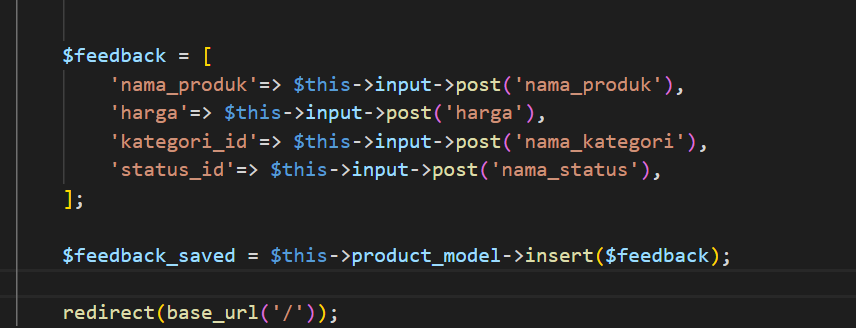 $feedback = [
    'nama_produk'=> $this->input->post('nama_produk'),
    'harga'=> $this->input->post('harga'),
    'kategori_id'=> $this->input->post('nama_kategori'),
    'status_id'=> $this->input->post('nama_status'),
];
$feedback_saved = $this->product_model->insert($feedback);
redirect(base_url('/'));